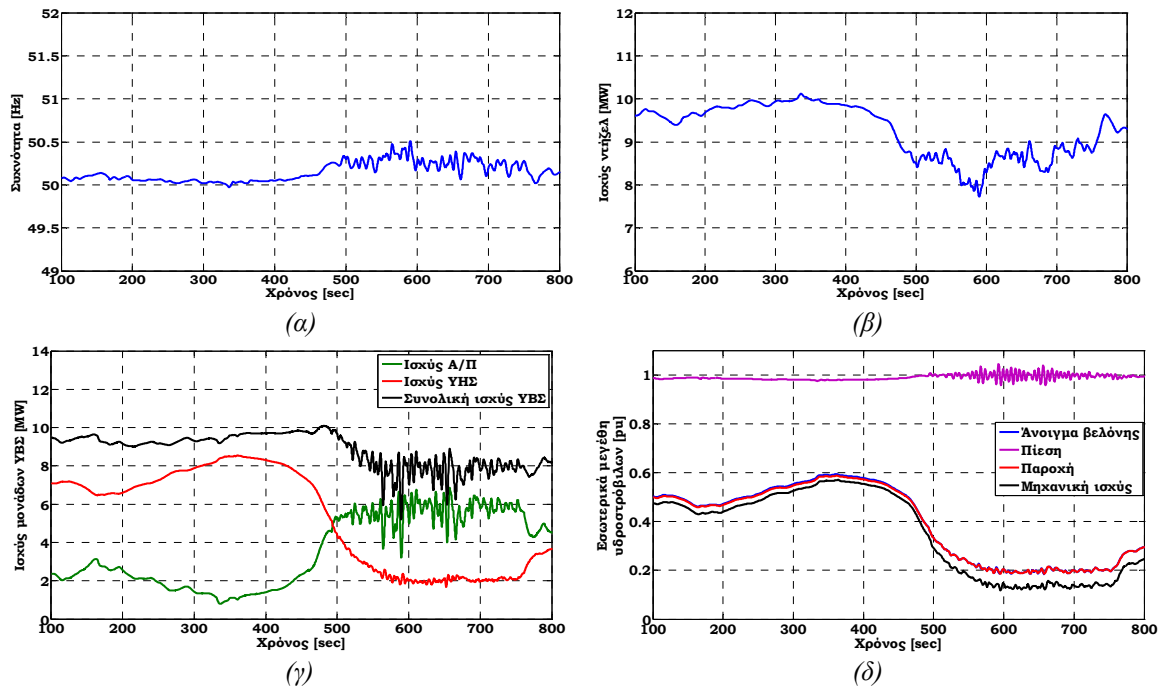 52
51.5
51
50.5
50
49.5
49
Συχνότητα [Hz]
100 200 300 400 500 600 700 800
Χρόνος [sec]
(α)
12
11
10
9
8
7
6
Ισχύς ντήζελ [MW]
100 200 300 400 500 600 700 800
Χρόνος [sec]
(β)
14
12
10
8
6
4
2
0
Ισχύς μονάδων ΥΒΣ [MW]
Ισχύς Α/Π
Ισχύς ΥΗΣ
Συνολική ισχύς ΥΒΣ
100 200 300 400 500 600 700 800
Χρόνος [sec]
(γ)
1
0.8
0.6
0.4
0.2
0
Εσωτερικά μεγέθη
υδροστρόβιλων [pu]
Άνοιγμα βελόνης
Πίεση
Παροχή
Μηχανική ισχύς
100 200 300 400 500 600 700 800
Χρόνος [sec]
(δ)